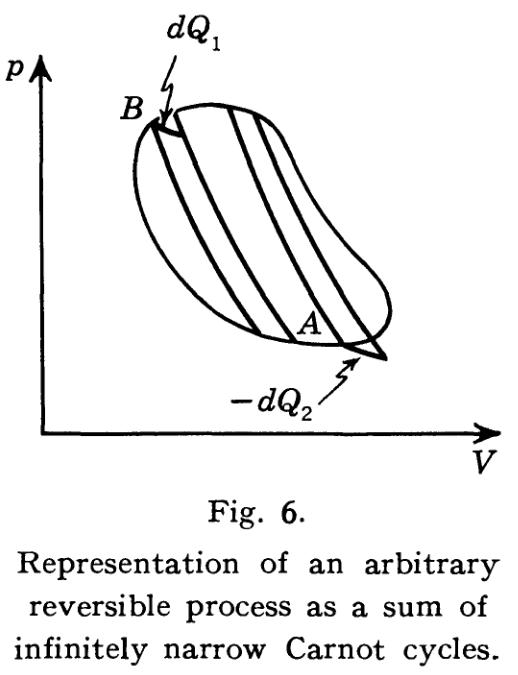 dQ₁
p
B
A
−dQ₂
V
Fig. 6.
Representation of an arbitrary
reversible process as a sum of
infinitely narrow Carnot cycles.